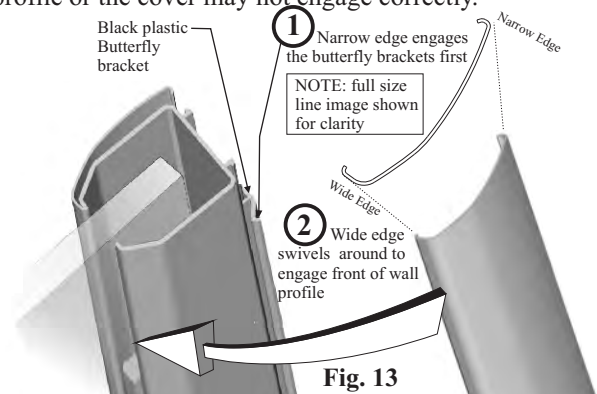 profile or the cover may not engage correctly.
Black plastic
Butterfly
bracket
1 Narrow edge engages
the butterfly brackets first
NOTE: full size
line image shown
for clarity
Narrow Edge
Wide Edge
2 Wide edge
swivels around to
engage front of wall
profile
Fig. 13